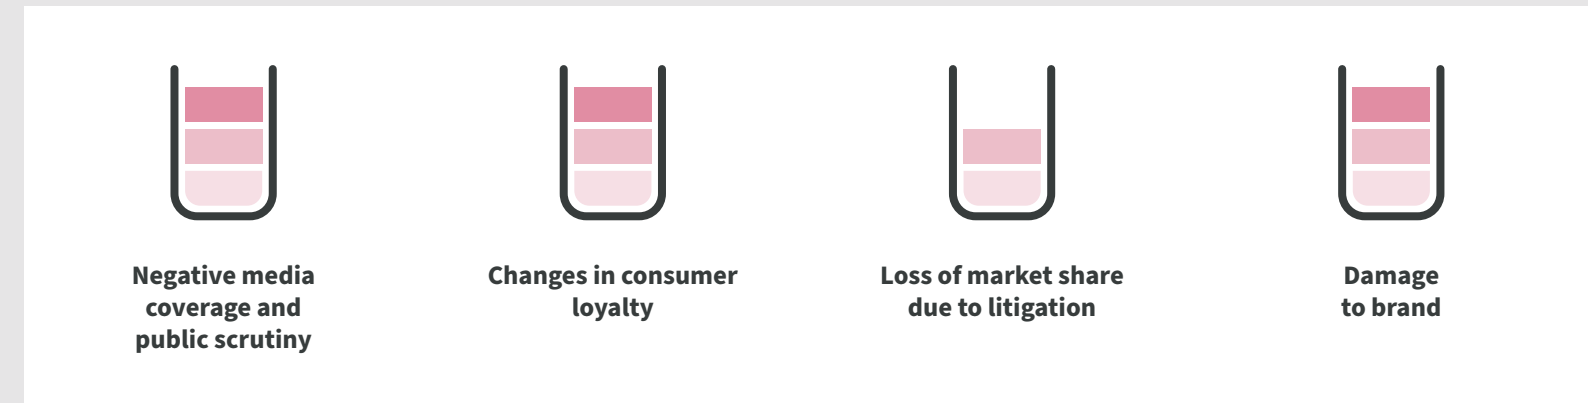 Negative media
coverage and
public scrutiny
Changes in consumer
loyalty
Loss of market share
due to litigation
Damage
to brand